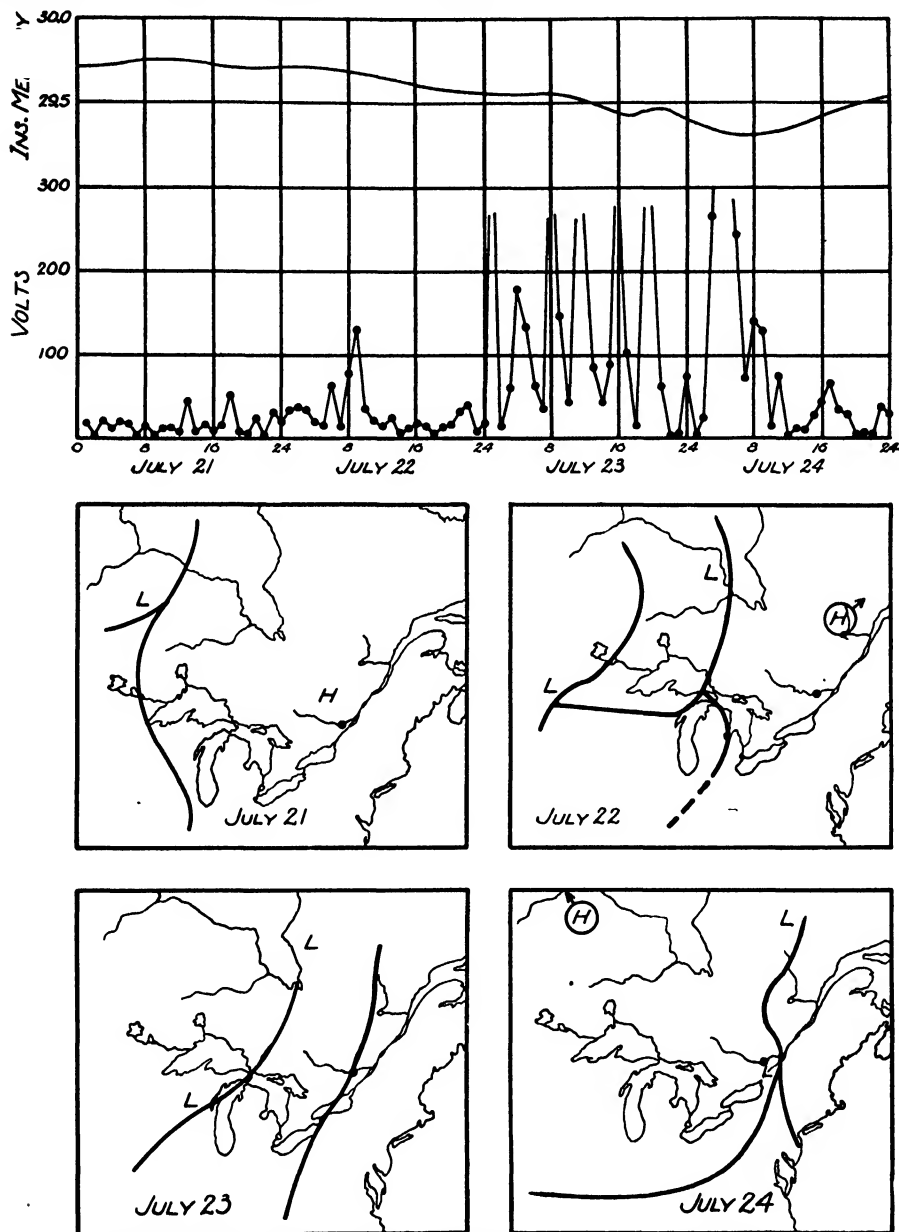 30.0
29.5
INS. ME.
Y
300
200
100
VOLTS
0 8 16 24 8 16 24 8 16 24 8 16 24
JULY 21 JULY 22 JULY 23 JULY 24
L
H
JULY 21
L
H
L
JULY 22
L
L
JULY 23
H
L
L
JULY 24